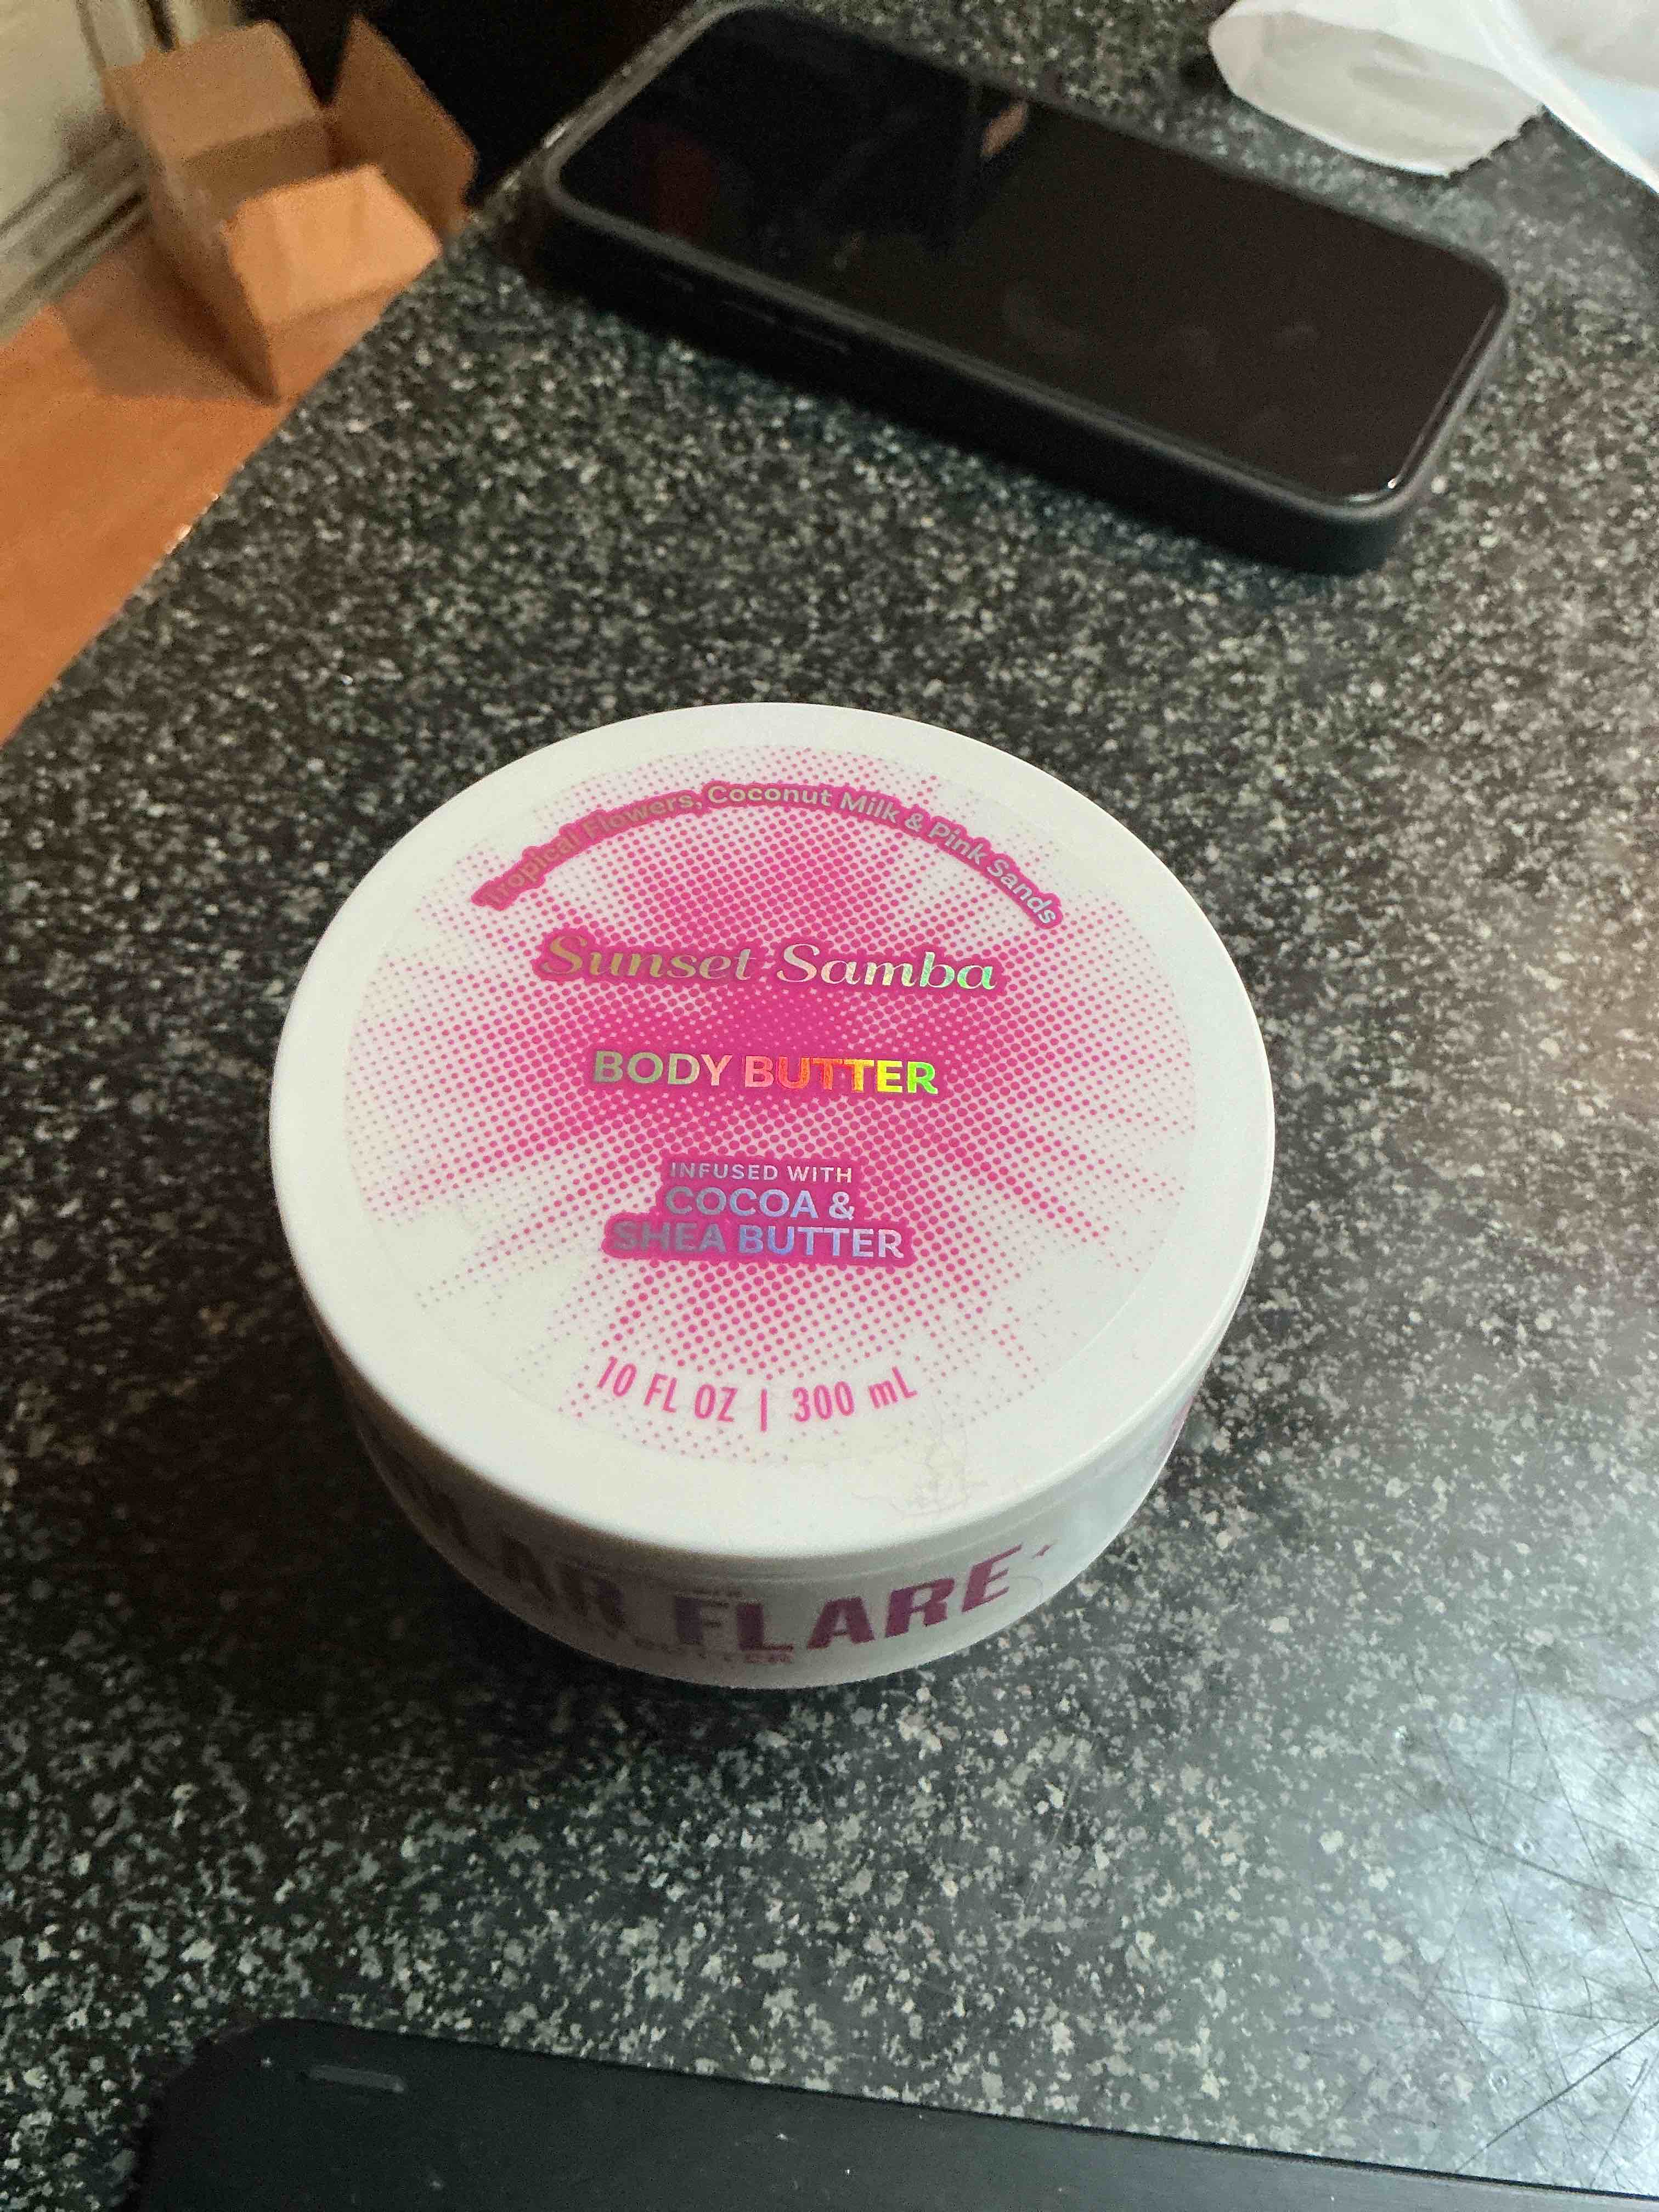 Tropical Flowers, Coconut Milk & Pink Sands
Sunset Samba
BODY BUTTER
INFUSED WITH
COCOA &
SHEA BUTTER
10 FL OZ | 300 mL
FLARE
BUTTER